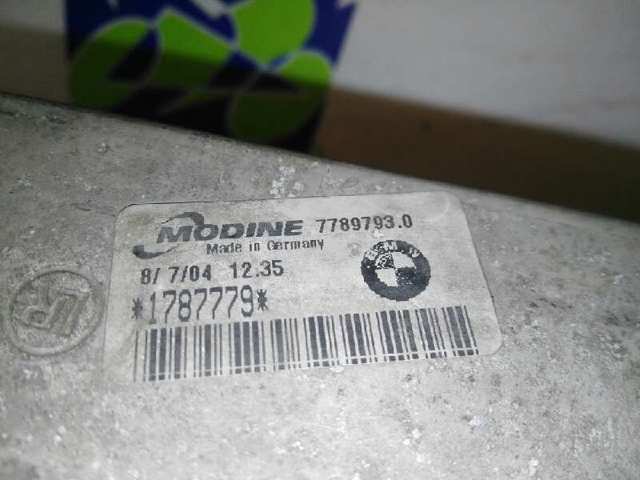 MODINE 7789793.0
Made in Germany
BMW
8/ 7/04 12.35
*1787779*